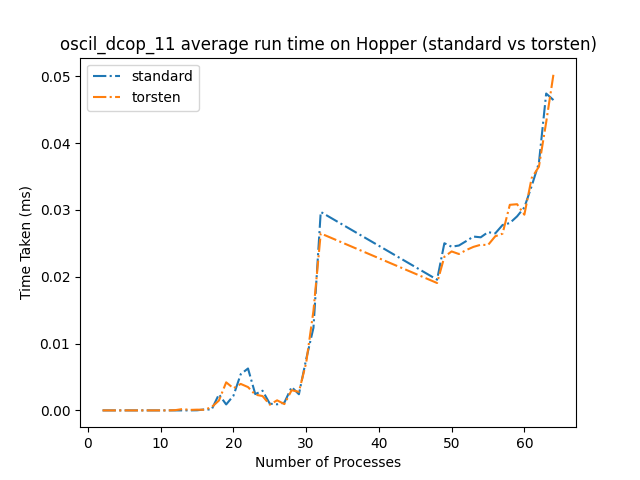 oscil_dcop_11 average run time on Hopper (standard vs torsten)
standard
torsten
0.05
0.04
0.03
0.02
0.01
0.00
Time Taken (ms)
0 10 20 30 40 50 60
Number of Processes